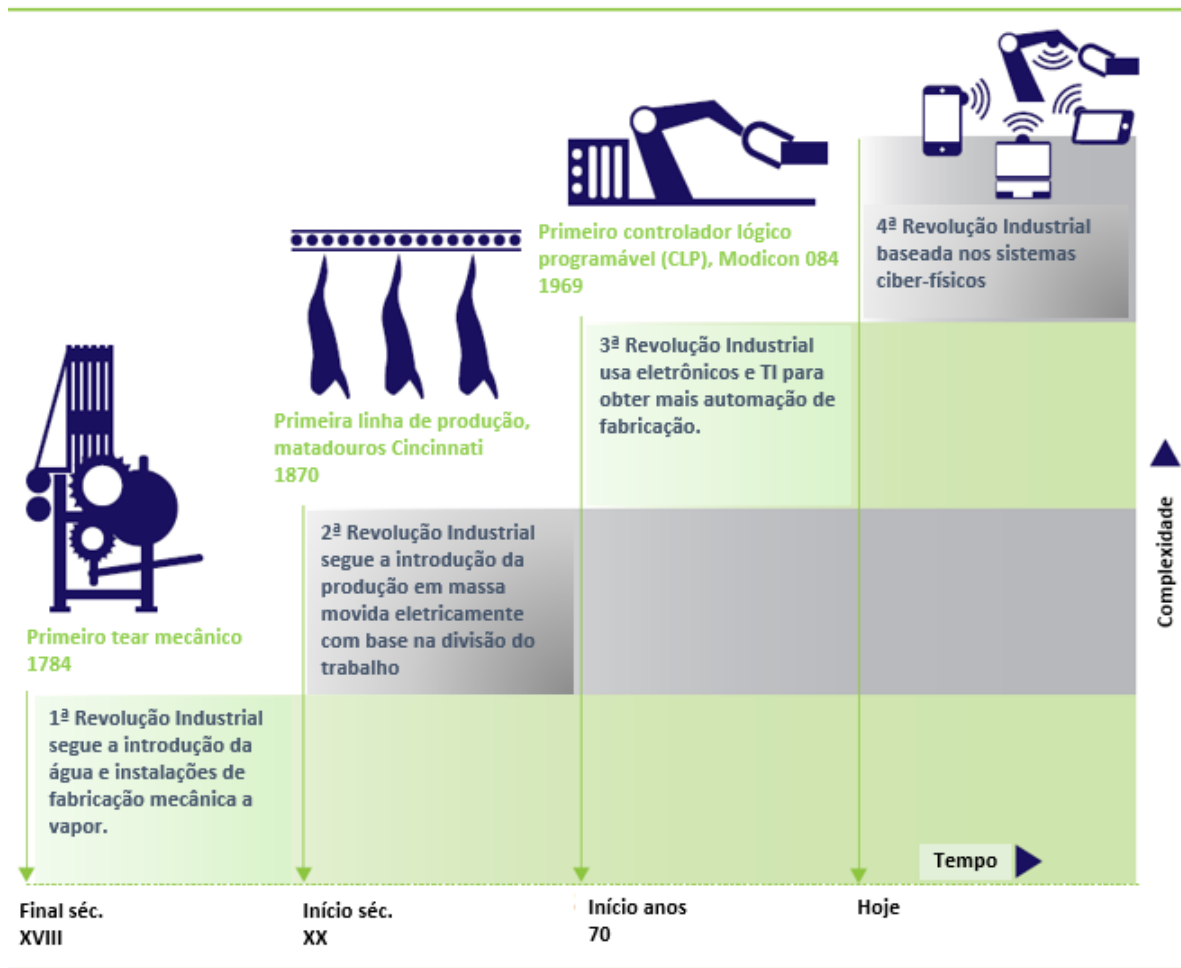 Primeiro controlador lógico
programável (CLP), Modicon 084
1969
4ª Revolução Industrial
baseada nos sistemas
ciber-físicos
3ª Revolução Industrial
usa eletrônicos e TI para
obter mais automação de
fabricação.
Primeira linha de produção,
matadouros Cincinnati
1870
2ª Revolução Industrial
segue a introdução da
produção em massa
movida eletricamente
com base na divisão do
trabalho
Primeiro tear mecânico
1784
1ª Revolução Industrial
segue a introdução da
água e instalações de
fabricação mecânica a
vapor.
Complexidade
Tempo
Final séc.
XVIII
Início séc.
XX
Início anos
70
Hoje